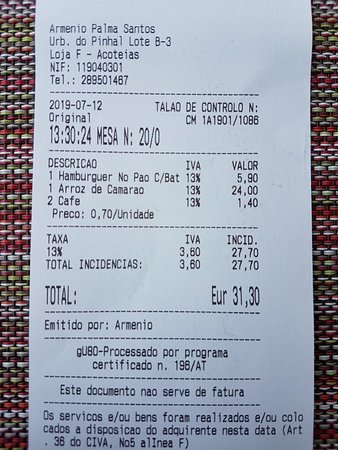 Armenio Palma Santos
Urb. do Pinhal Lote B-3
Loja F - Acoteias
NIF: 119040301
Tel.: 289501467
2019-07-12 TALAO DE CONTROLO N:
Original CM 1A1901/1086
13:30:24 MESA N: 20/0
DESCRICAO IVA VALOR
1 Hamburguer No Pao C/Bat 13% 5,90
1 Arroz de Camarao 13% 24,00
2 Cafe 13% 1,40
Preco: 0,70/Unidade
TAXA IVA INCID.
13% 3,60 27,70
TOTAL INCIDENCIAS: 3,60 27,70
TOTAL: Eur 31,30
Emitido por: Armenio
gU80-Processado por programa
certificado n. 196/AT
Este documento nao serve de fatura
Os servicos e/ou bens foram realizados e/ou colo
cados a disposicao do adquirente nesta data (Art
. 36 do CIVA, No5 alInea F)